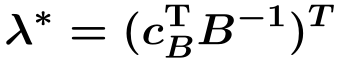 λ* = (c_B^T B^{-1})^T